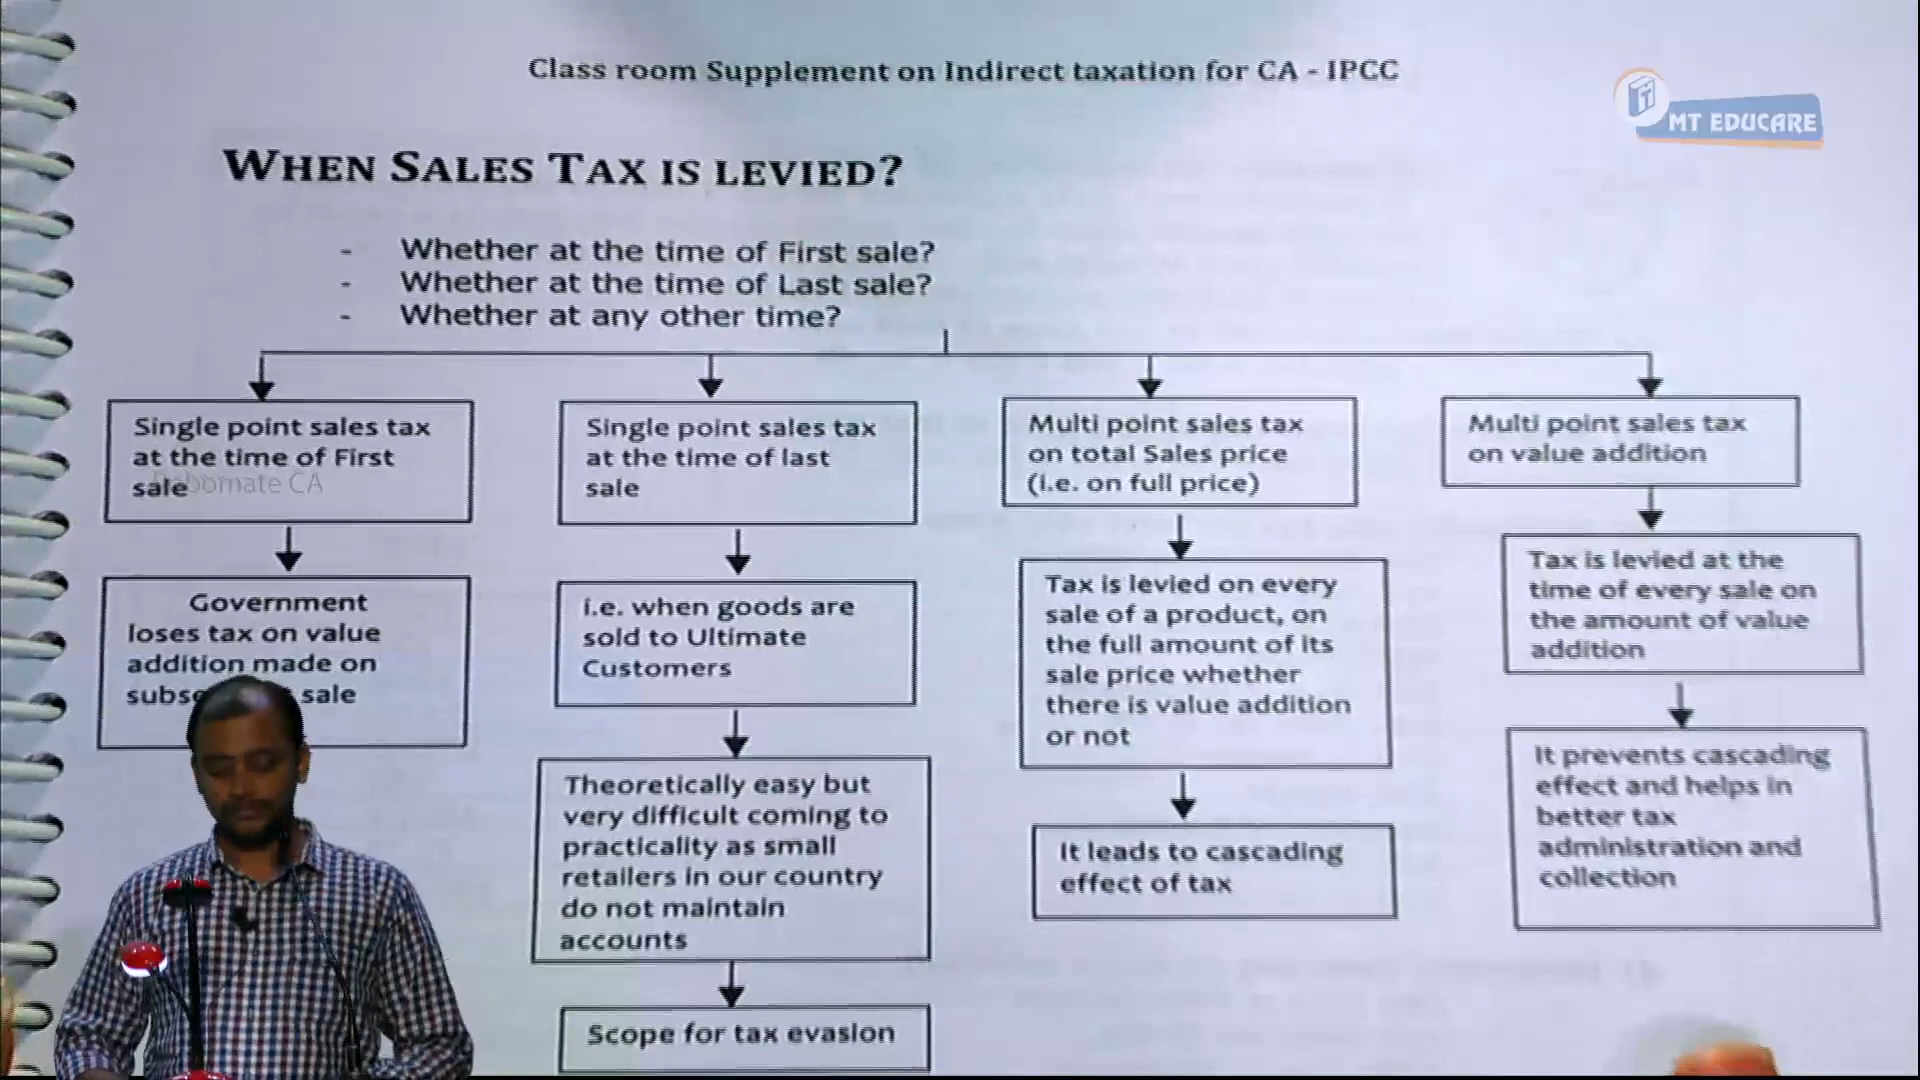 Class room Supplement on Indirect taxation for CA - IPCC
MT EDUCARE
WHEN SALES TAX IS LEVIED?
- Whether at the time of First sale?
- Whether at the time of Last sale?
- Whether at any other time?
Single point sales tax
at the time of First
sale
Government
loses tax on value
addition made on
sale
Single point sales tax
at the time of last
sale
i.e. when goods are
sold to Ultimate
Customers
Theoretically easy but
very difficult coming to
practicality as small
retailers in our country
do not maintain
accounts
Scope for tax evasion
Multi point sales tax
on total Sales price
(i.e. on full price)
Tax is levied on every
sale of a product, on
the full amount of its
sale price whether
there is value addition
or not
It leads to cascading
effect of tax
Multi point sales tax
on value addition
Tax is levied at the
time of every sale on
the amount of value
addition
It prevents cascading
effect and helps in
better tax
administration and
collection
CA